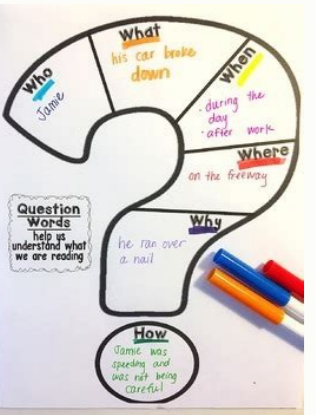 Who
Jamie
What
his car broke
down
When
· during the
day
· after work
Where
on the freeway
Why
he ran over
a nail
Question
Words
help us
understand what
we are reading
How
Jamie was
speeding and
was not being
careful